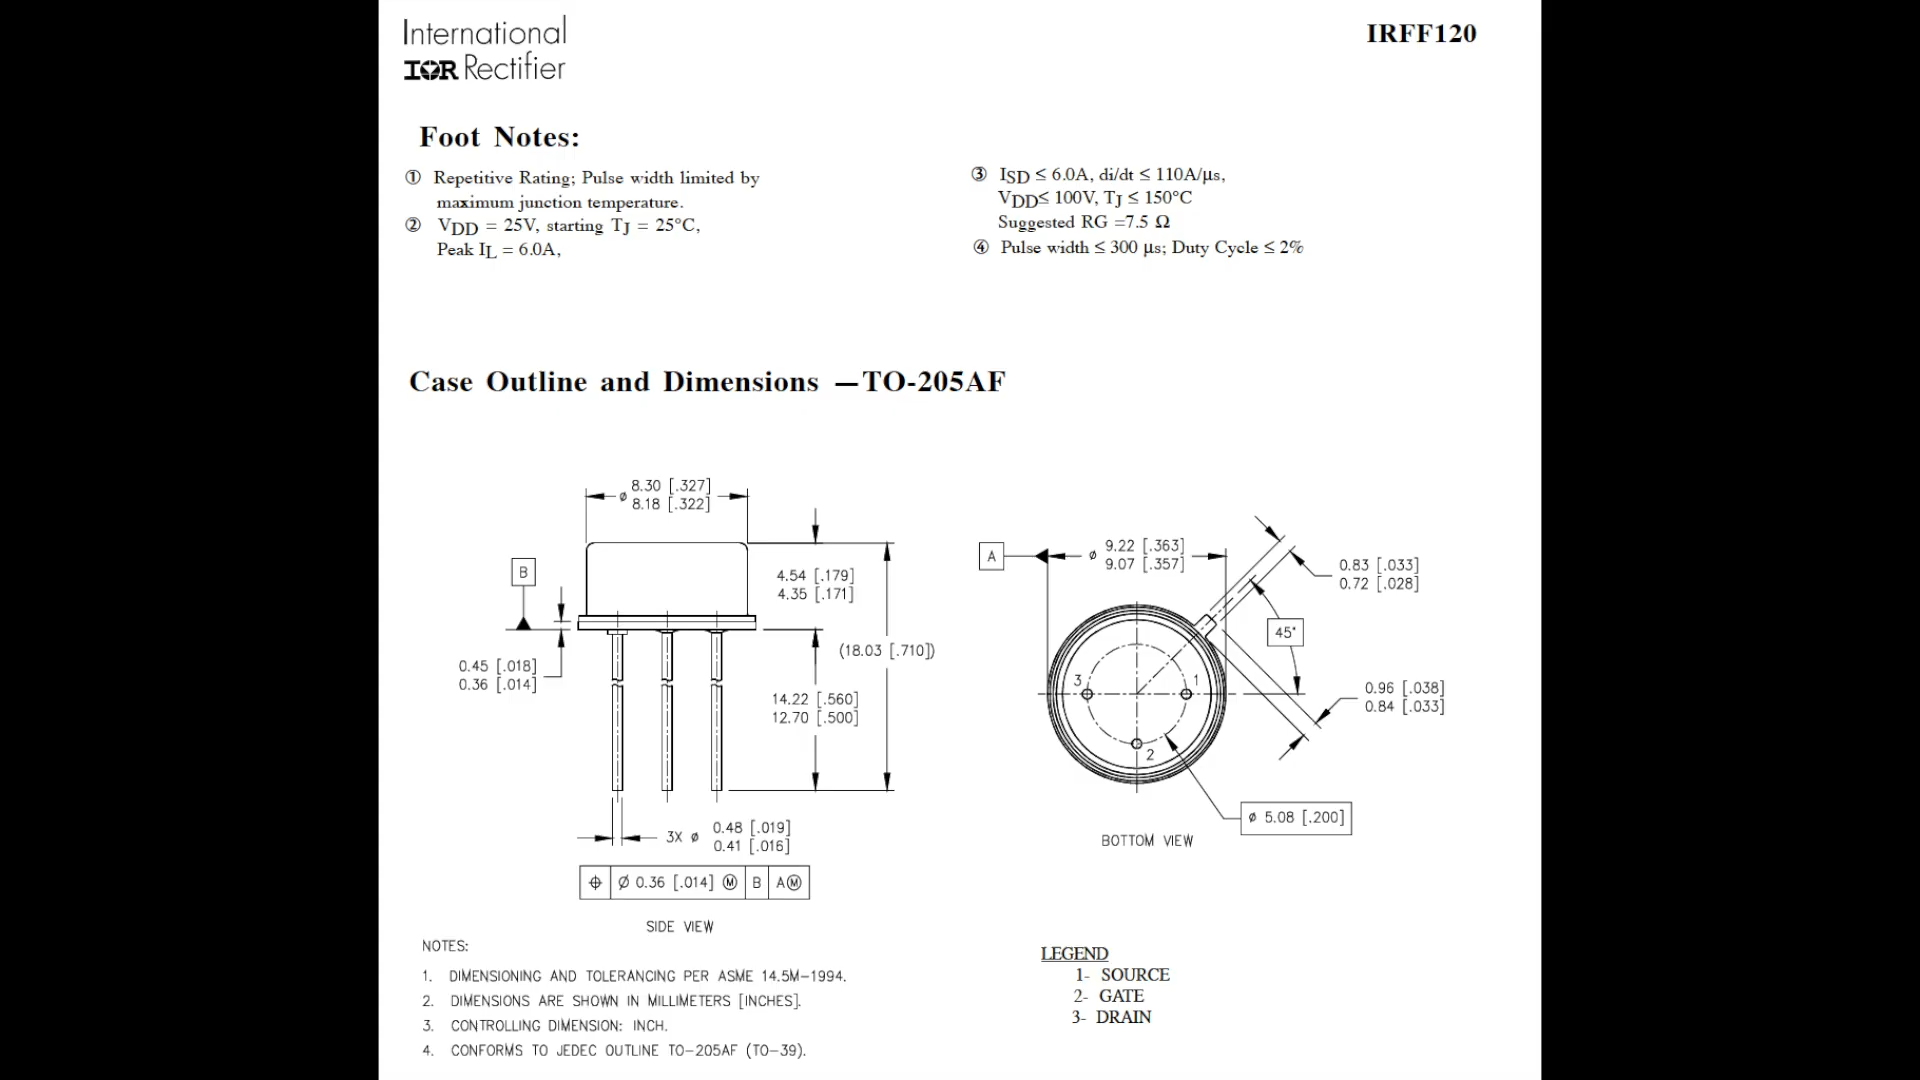 International
IRFF120
IOR Rectifier
Foot Notes:
① Repetitive Rating; Pulse width limited by
maximum junction temperature.
② VDD = 25V, starting TJ = 25°C,
Peak IL = 6.0A,
③ ISD ≤ 6.0A, di/dt ≤ 110A/µs,
VDD≤ 100V, TJ ≤ 150°C
Suggested RG =7.5 Ω
④ Pulse width ≤ 300 µs; Duty Cycle ≤ 2%
Case Outline and Dimensions —TO-205AF
ø 8.30 [.327]
8.18 [.322]
B
4.54 [.179]
4.35 [.171]
(18.03 [.710])
0.45 [.018]
0.36 [.014]
14.22 [.560]
12.70 [.500]
3X ø 0.48 [.019]
0.41 [.016]
⌖ Ø 0.36 [.014] Ⓜ B AⓂ
SIDE VIEW
A
ø 9.22 [.363]
9.07 [.357]
0.83 [.033]
0.72 [.028]
45°
3
1
2
0.96 [.038]
0.84 [.033]
ø 5.08 [.200]
BOTTOM VIEW
NOTES:
1. DIMENSIONING AND TOLERANCING PER ASME 14.5M-1994.
2. DIMENSIONS ARE SHOWN IN MILLIMETERS [INCHES].
3. CONTROLLING DIMENSION: INCH.
4. CONFORMS TO JEDEC OUTLINE TO-205AF (TO-39).
LEGEND
1- SOURCE
2- GATE
3- DRAIN